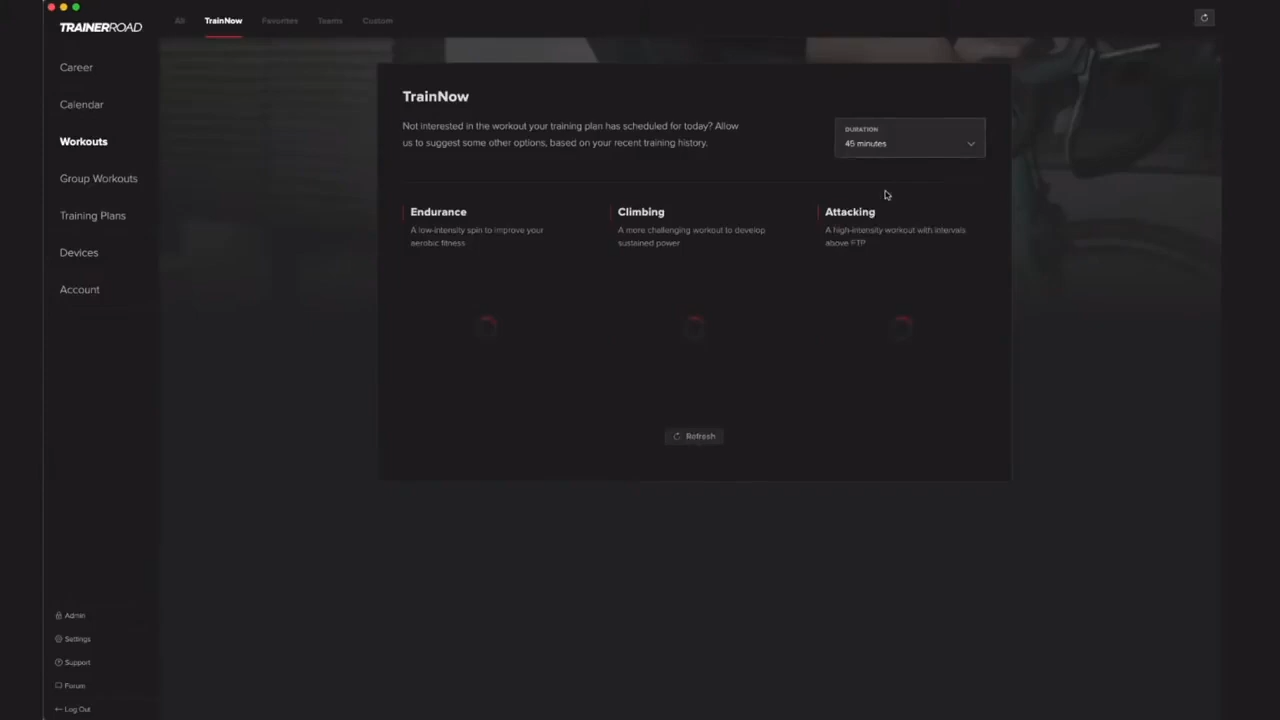 TRAINERROAD
All
TrainNow
Favorites
Teams
Custom
Career
Calendar
Workouts
Group Workouts
Training Plans
Devices
Account
TrainNow
Not interested in the workout your training plan has scheduled for today? Allow
us to suggest some other options, based on your recent training history.
DURATION
45 minutes
Endurance
A low-intensity spin to improve your
aerobic fitness
Climbing
A more challenging workout to develop
sustained power
Attacking
A high-intensity workout with intervals
above FTP
Refresh
Admin
Settings
Support
Forum
Log Out